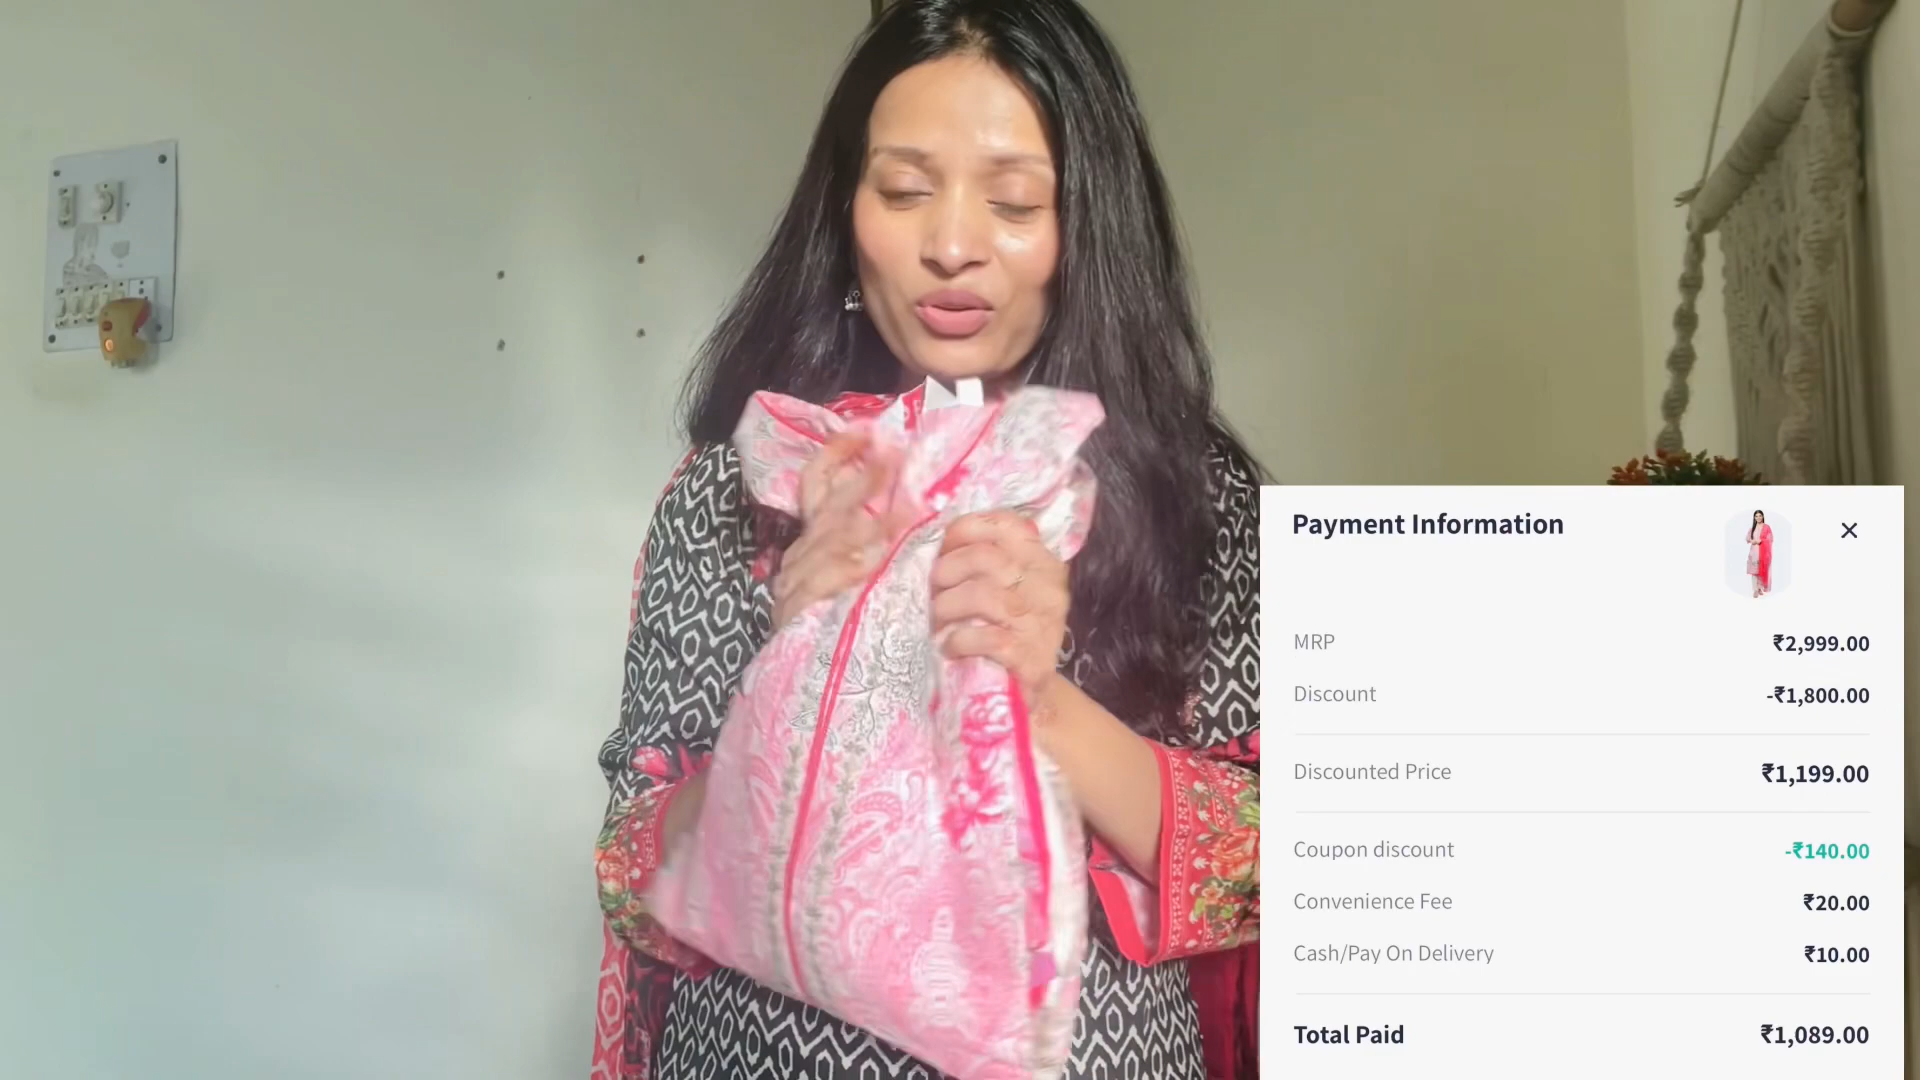 Payment Information
MRP ₹2,999.00
Discount -₹1,800.00
Discounted Price ₹1,199.00
Coupon discount -₹140.00
Convenience Fee ₹20.00
Cash/Pay On Delivery ₹10.00
Total Paid ₹1,089.00